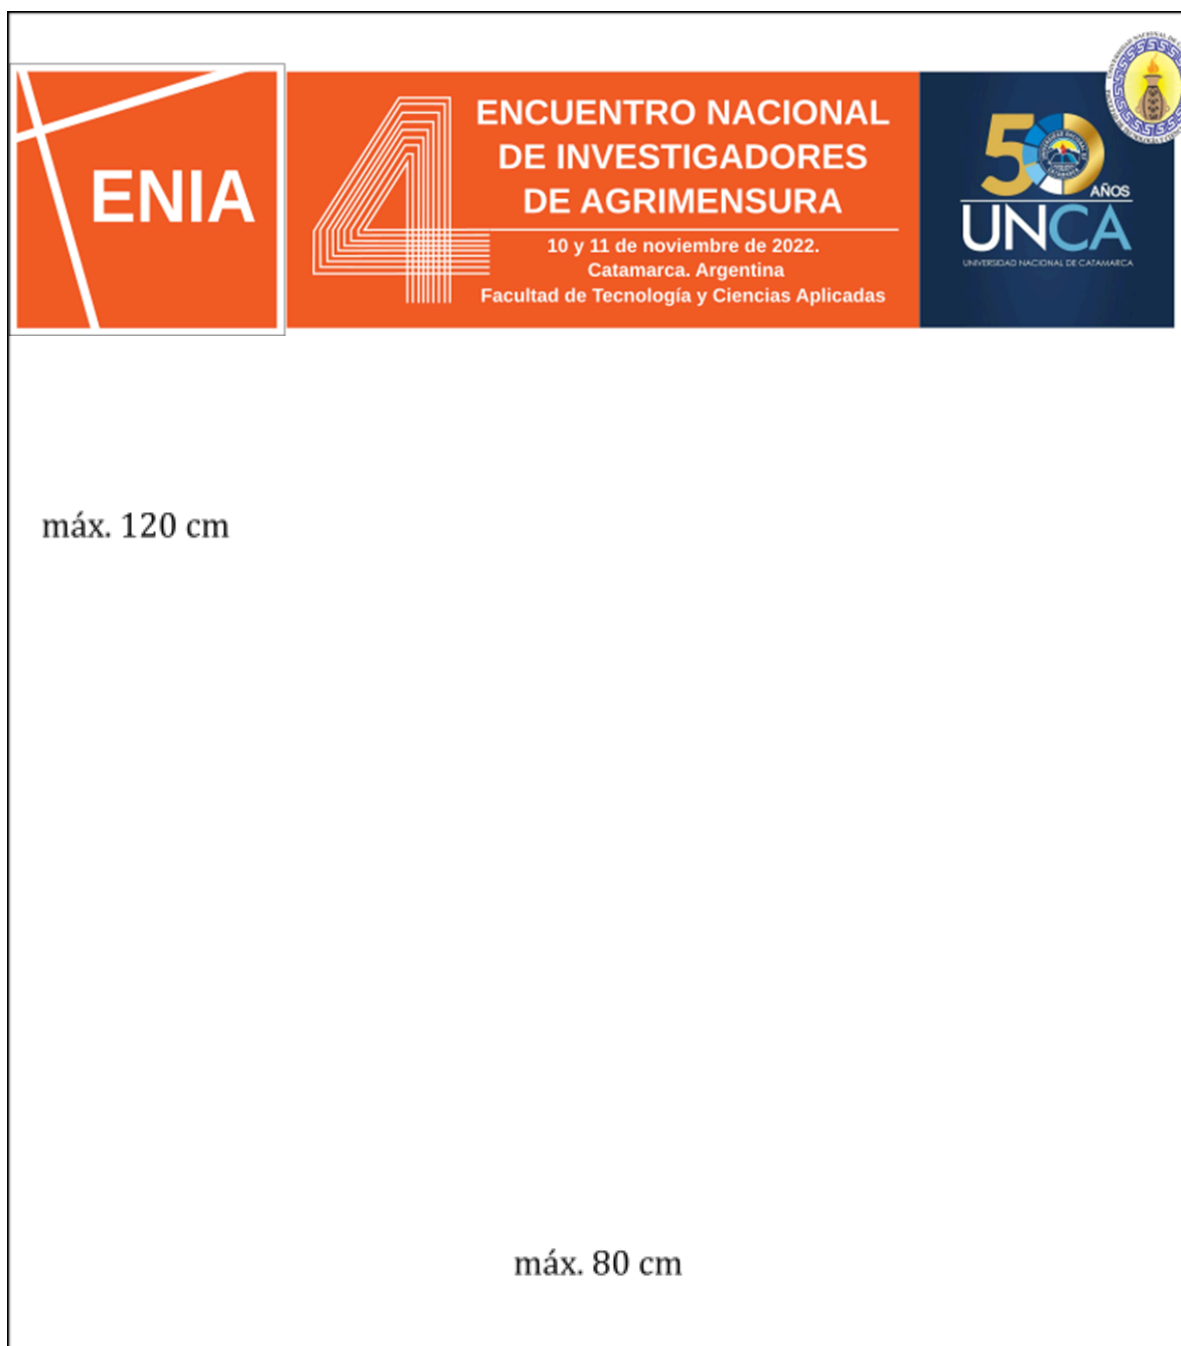 ENIA
4
ENCUENTRO NACIONAL
DE INVESTIGADORES
DE AGRIMENSURA
10 y 11 de noviembre de 2022.
Catamarca. Argentina
Facultad de Tecnología y Ciencias Aplicadas
50
AÑOS
UNCA
UNIVERSIDAD NACIONAL DE CATAMARCA
máx. 120 cm
máx. 80 cm